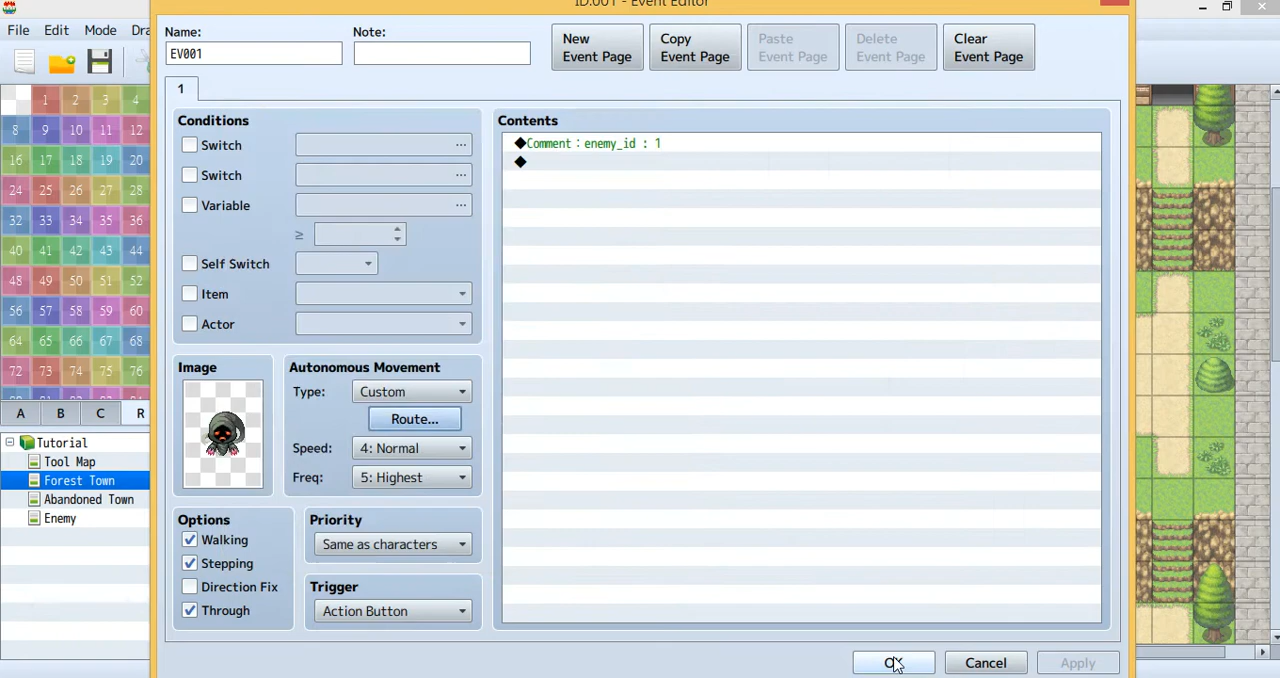 ID:001 - Event Editor
File Edit Mode Dra
Name: Note:
EV001
New Event Page
Copy Event Page
Paste Event Page
Delete Event Page
Clear Event Page
1
1 2 3 4
8 9 10 11 12
16 17 18 19 20
24 25 26 27 28
32 33 34 35 36
40 41 42 43 44
48 49 50 51 52
56 57 58 59 60
64 65 66 67 68
72 73 74 75 76
A B C R
Tutorial
Tool Map
Forest Town
Abandoned Town
Enemy
Conditions
Switch ...
Switch ...
Variable ...
≥
Self Switch
Item
Actor
Image
Autonomous Movement
Type: Custom
Route...
Speed: 4: Normal
Freq: 5: Highest
Options
Walking
Stepping
Direction Fix
Through
Priority
Same as characters
Trigger
Action Button
Contents
◆Comment：enemy_id : 1
◆
OK Cancel Apply